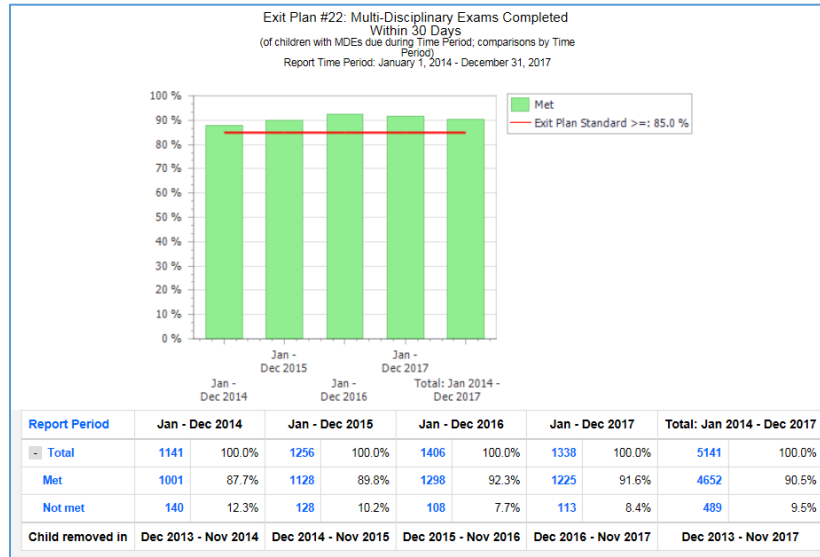 Exit Plan #22: Multi-Disciplinary Exams Completed
Within 30 Days
(of children with MDEs due during Time Period; comparisons by Time
Period)
Report Time Period: January 1, 2014 - December 31, 2017
100 %
90 %
80 %
70 %
60 %
50 %
40 %
30 %
20 %
10 %
0 %
Met
Exit Plan Standard >=: 85.0 %
Jan -
Dec 2014
Jan -
Dec 2015
Jan -
Dec 2016
Jan -
Dec 2017
Total: Jan 2014 -
Dec 2017
Report Period Jan - Dec 2014 Jan - Dec 2015 Jan - Dec 2016 Jan - Dec 2017 Total: Jan 2014 - Dec 2017
- Total 1141 100.0% 1256 100.0% 1406 100.0% 1338 100.0% 5141 100.0%
Met 1001 87.7% 1128 89.8% 1298 92.3% 1225 91.6% 4652 90.5%
Not met 140 12.3% 128 10.2% 108 7.7% 113 8.4% 489 9.5%
Child removed in Dec 2013 - Nov 2014 Dec 2014 - Nov 2015 Dec 2015 - Nov 2016 Dec 2016 - Nov 2017 Dec 2013 - Nov 2017